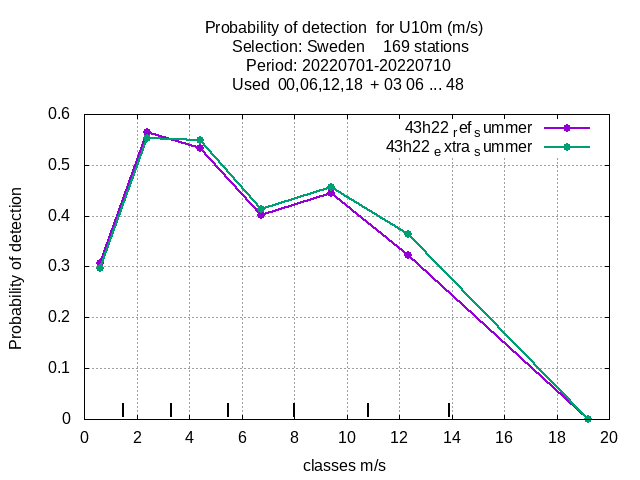 Probability of detection  for U10m (m/s)
Selection: Sweden    169 stations
Period: 20220701-20220710
Used  00,06,12,18  + 03 06 ... 48
0.6
0.5
0.4
0.3
0.2
0.1
0
Probability of detection
43h22 ref summer
43h22 extra summer
0 2 4 6 8 10 12 14 16 18 20
classes m/s